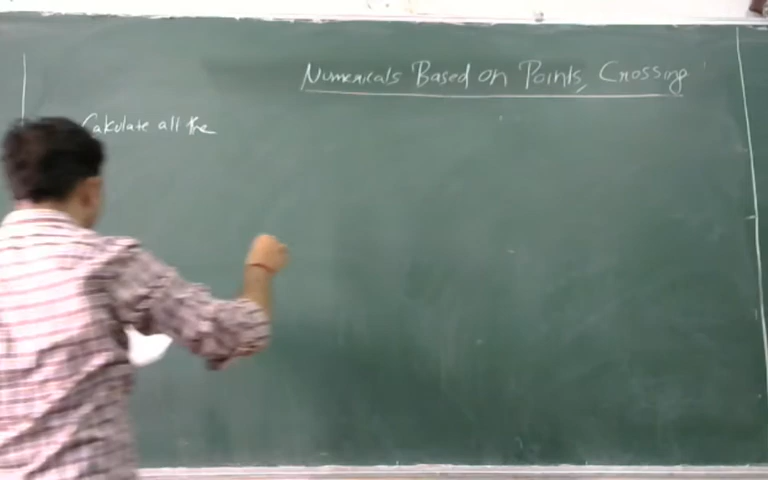 Numericals Based on Points, Crossing
Calculate all the